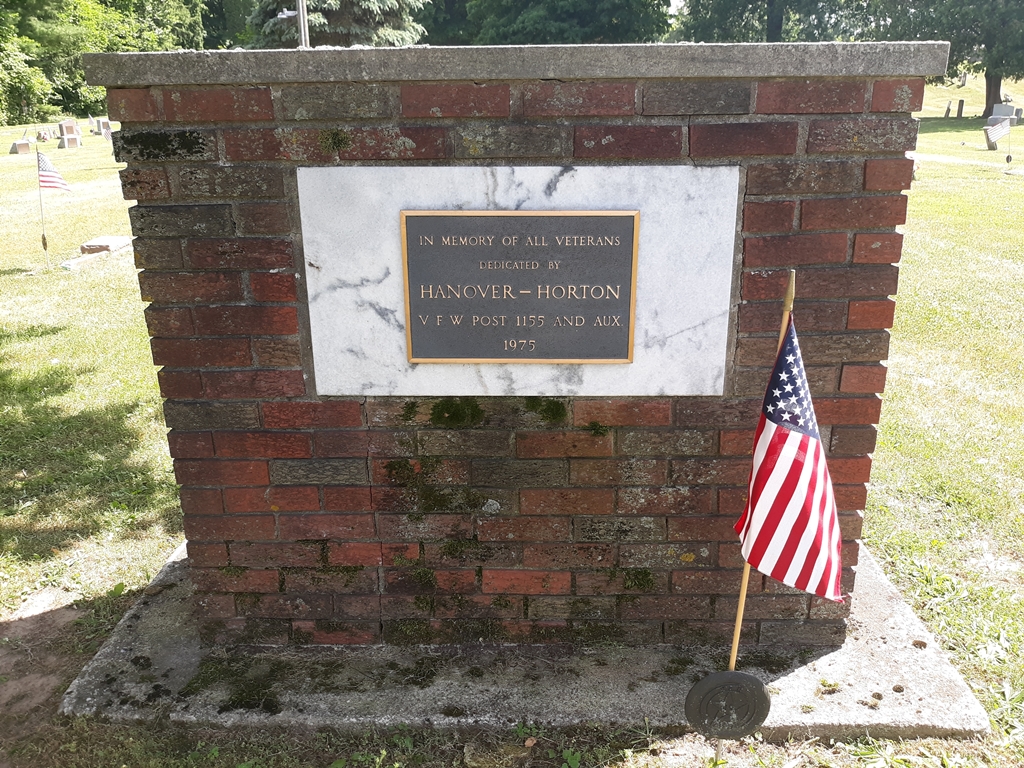 IN MEMORY OF ALL VETERANS
DEDICATED BY
HANOVER – HORTON
V F W POST 1155 AND AUX.
1975